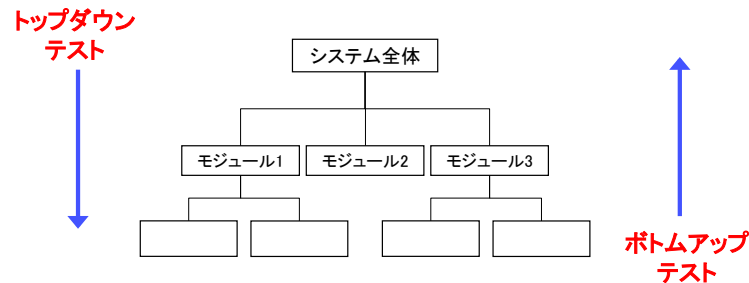 トップダウン
テスト
システム全体
モジュール1
モジュール2
モジュール3
ボトムアップ
テスト